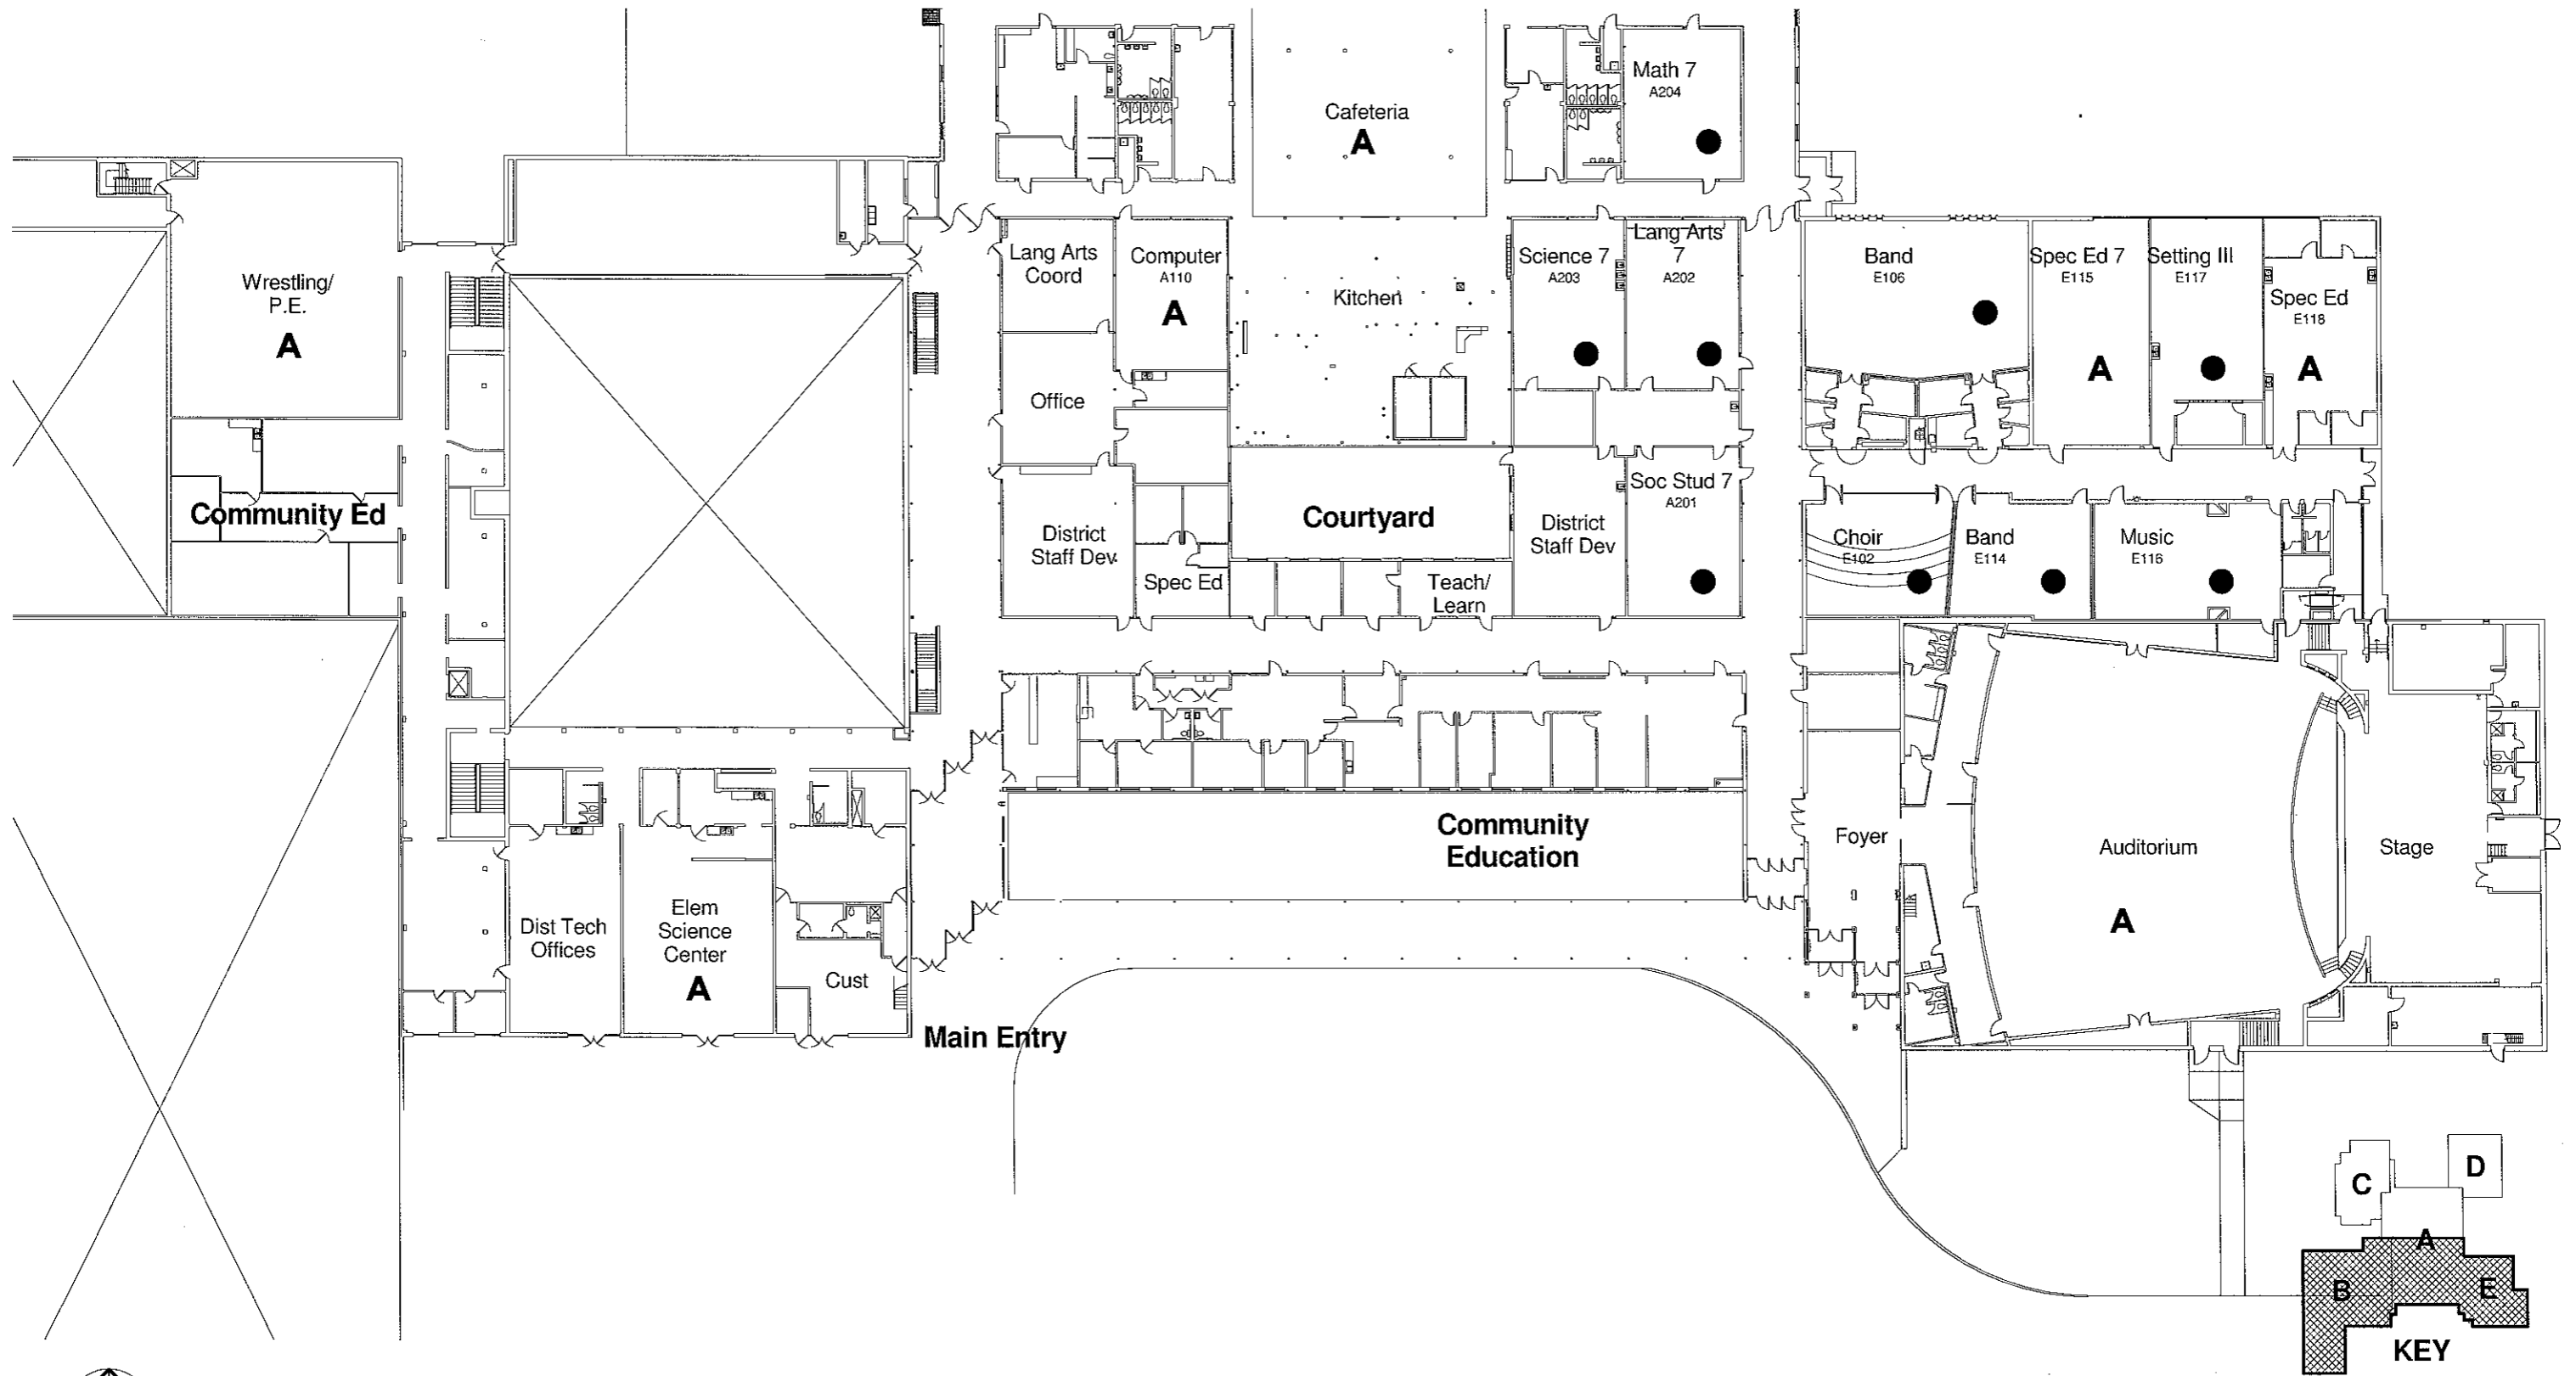 Math 7
A204
Cafeteria
A
Lang Arts
Coord
Computer
A110
A
Kitchen
Science 7
A203
Lang Arts
7
A202
Band
E106
Spec Ed 7
E115
A
Setting III
E117
Spec Ed
E118
A
Wrestling/
P.E.
A
Office
Community Ed
District
Staff Dev
Spec Ed
Courtyard
Teach/
Learn
District
Staff Dev
Soc Stud 7
A201
Choir
E102
Band
E114
Music
E116
Community
Education
Foyer
Auditorium
A
Stage
Dist Tech
Offices
Elem
Science
Center
A
Cust
Main Entry
C
D
A
B
E
KEY